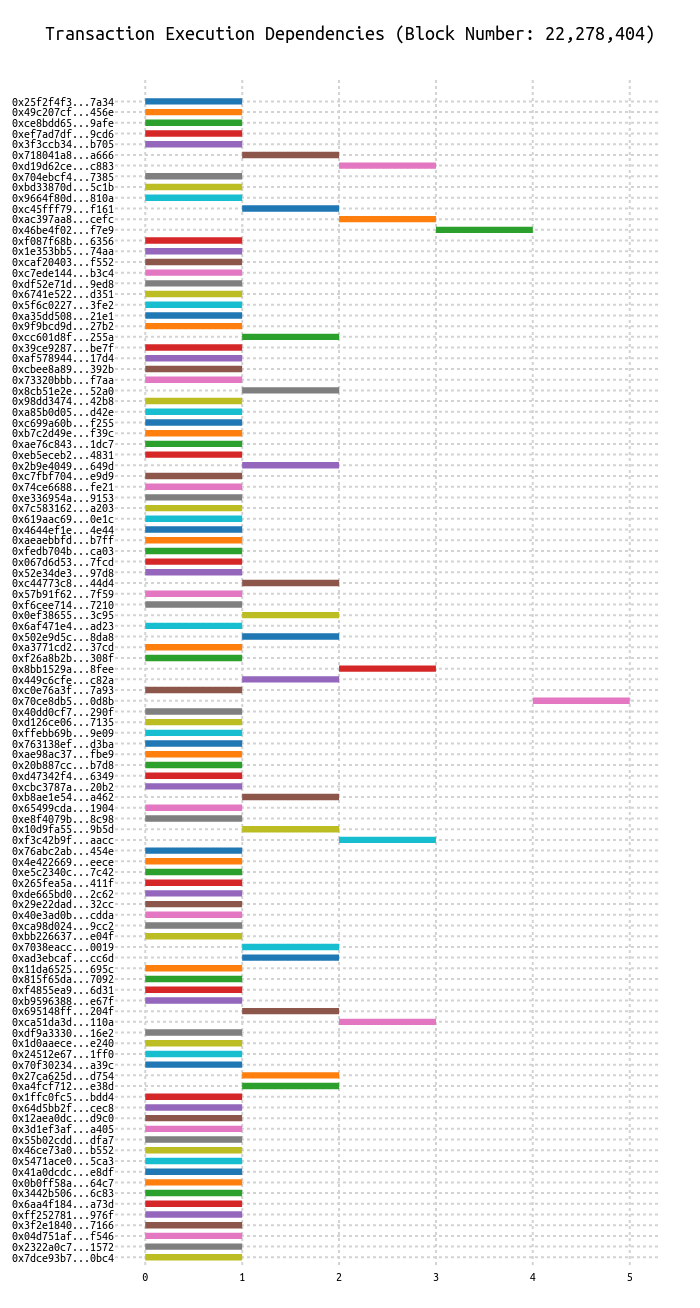 Transaction Execution Dependencies (Block Number: 22,278,404)
0x25f2f4f3...7a34
0x49c207cf...456e
0xce8bdd65...9afe
0xef7ad7df...9cd6
0x3f3ccb34...b705
0x718041a8...a666
0xd19d62ce...c883
0x704ebcf4...7385
0xbd33870d...5c1b
0x9664f80d...810a
0xc45fff79...f161
0xac397aa8...cefc
0x46be4f02...f7e9
0xf087f68b...6356
0x1e353bb5...74aa
0xcaf20403...f552
0xc7ede144...b3c4
0xdf52e71d...9ed8
0x6741e522...d351
0x5f6c0227...3fe2
0xa35dd508...21e1
0x9f9bcd9d...27b2
0xcc601d8f...255a
0x39ce9287...be7f
0xaf578944...17d4
0xcbee8a89...392b
0x73320bbb...f7aa
0x8cb51e2e...52a0
0x98dd3474...42b8
0xa85b0d05...d42e
0xc699a60b...f255
0xb7c2d49e...f39c
0xae76c843...1dc7
0xeb5eceb2...4831
0x2b9e4049...649d
0xc7fbf704...e9d9
0x74ce6688...fe21
0xe336954a...9153
0x7c583162...a203
0x619aac69...0e1c
0x4644ef1e...4e44
0xaeaebbfd...b7ff
0xfedb704b...ca03
0x067d6d53...7fcd
0x52e34de3...97d8
0xc44773c8...44d4
0x57b91f62...7f59
0xf6cee714...7210
0x0ef38655...3c95
0x6af471e4...ad23
0x502e9d5c...8da8
0xa3771cd2...37cd
0xf26a8b2b...308f
0x8bb1529a...8fee
0x449c6cfe...c82a
0xc0e76a3f...7a93
0x70ce8db5...0d8b
0x40dd0cf7...290f
0xd126ce06...7135
0xffebb69b...9e09
0x763138ef...d3ba
0xae98ac37...fbe9
0x20b887cc...b7d8
0xd47342f4...6349
0xcbc3787a...20b2
0xb8ae1e54...a462
0x65499cda...1904
0xe8f4079b...8c98
0x10d9fa55...9b5d
0xf3c42b9f...aacc
0x76abc2ab...454e
0x4e422669...eece
0xe5c2340c...7c42
0x265fea5a...411f
0xde665bd0...2c62
0x29e22dad...32cc
0x40e3ad0b...cdda
0xca98d024...9cc2
0xbb226637...e04f
0x7038eacc...0019
0xad3ebcaf...cc6d
0x11da6525...695c
0x815f65da...7092
0xf4855ea9...6d31
0xb9596388...e67f
0x695148ff...204f
0xca51da3d...110a
0xdf9a3330...16e2
0x1d0aaece...e240
0x24512e67...1ff0
0x70f30234...a39c
0x27ca625d...d754
0xa4fcf712...e38d
0x1ffc0fc5...bdd4
0x64d5bb2f...cec8
0x12aea0dc...d9c0
0x3d1ef3af...a405
0x55b02cdd...dfa7
0x46ce73a0...b552
0x5471ace0...5ca3
0x41a0dcdc...e8df
0x0b0ff58a...64c7
0x3442b506...6c83
0x6aa4f184...a73d
0xff252781...976f
0x3f2e1840...7166
0x04d751af...f546
0x2322a0c7...1572
0x7dce93b7...0bc4
0 1 2 3 4 5